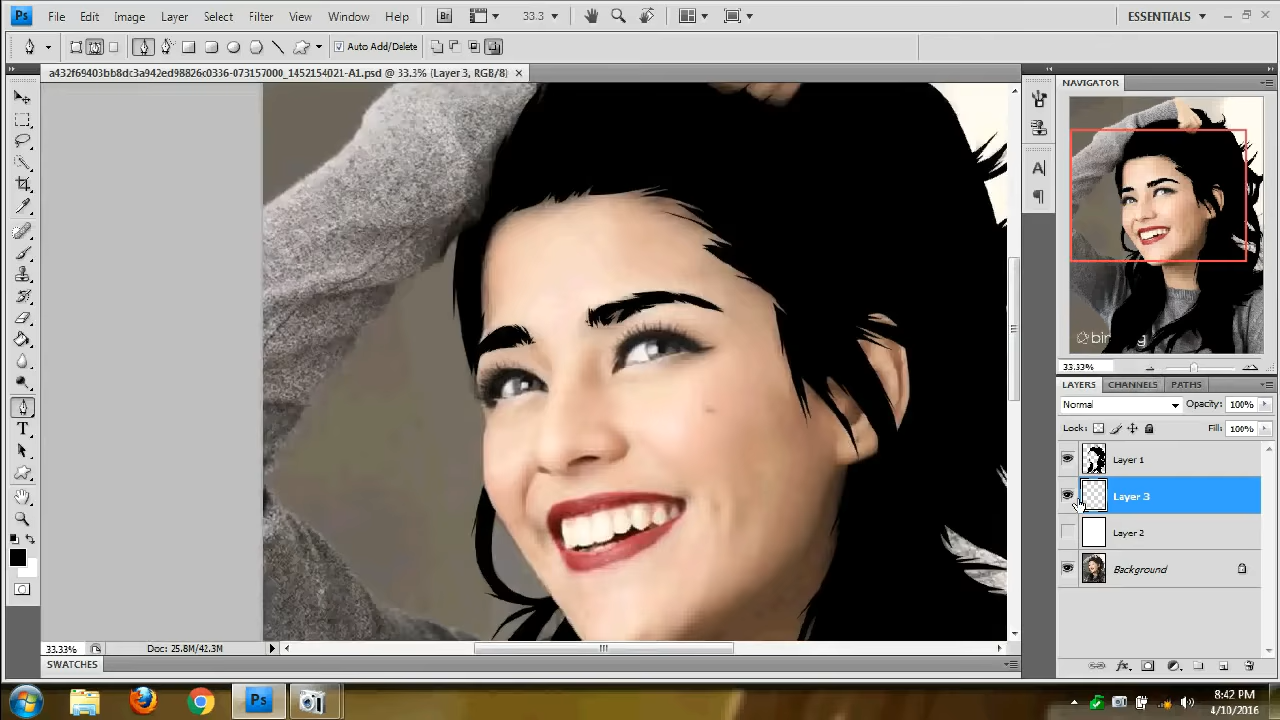 Ps File Edit Image Layer Select Filter View Window Help Br 33.3 ESSENTIALS
Auto Add/Delete
a432f69403bb8dc3a942ed98826c0336-073157000_1452154021-A1.psd @ 33.3% (Layer 3, RGB/8)
NAVIGATOR
bin
g
33.33%
LAYERS CHANNELS PATHS
Normal Opacity: 100%
Lock: Fill: 100%
Layer 1
Layer 3
Layer 2
Background
A
T
33.33% Doc: 25.8M/42.3M
SWATCHES
Ps 8:42 PM
4/10/2016